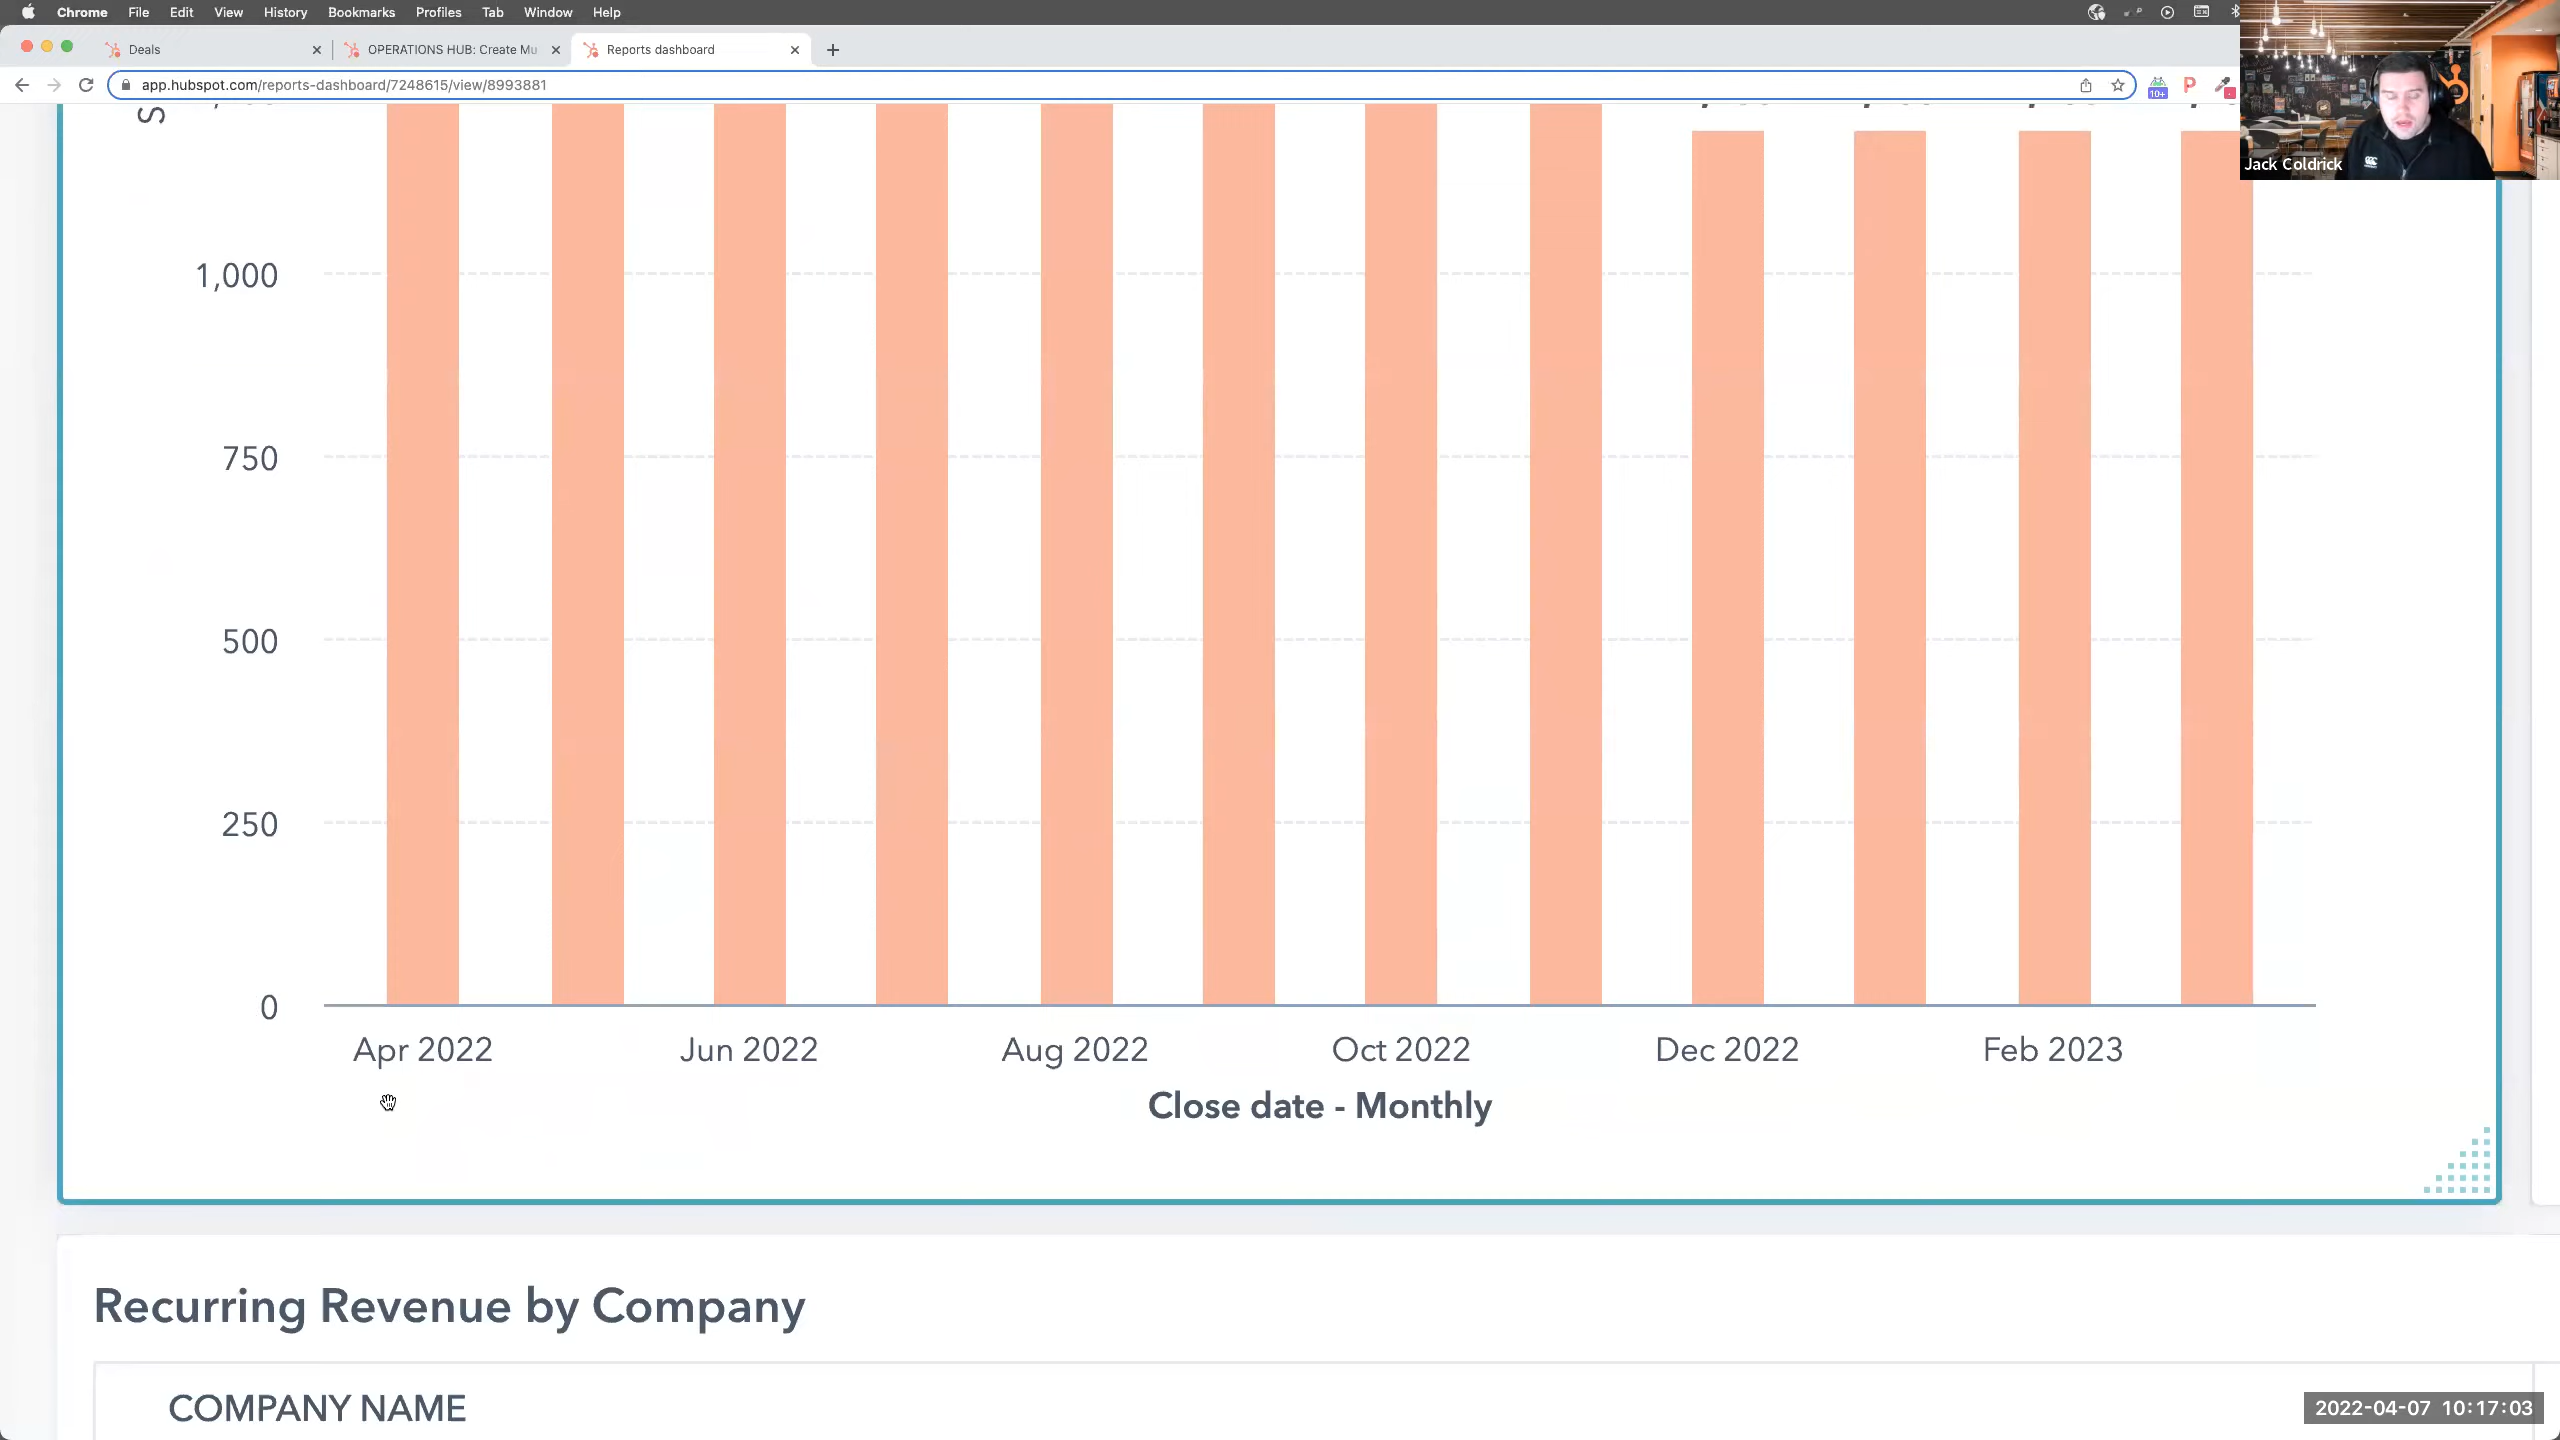 Chrome File Edit View History Bookmarks Profiles Tab Window Help
Deals
OPERATIONS HUB: Create Mu
Reports dashboard
app.hubspot.com/reports-dashboard/7248615/view/8993881
10+
Jack Coldrick
1,000
750
500
250
0
Apr 2022 Jun 2022 Aug 2022 Oct 2022 Dec 2022 Feb 2023
Close date - Monthly
Recurring Revenue by Company
COMPANY NAME
2022-04-07 10:17:03